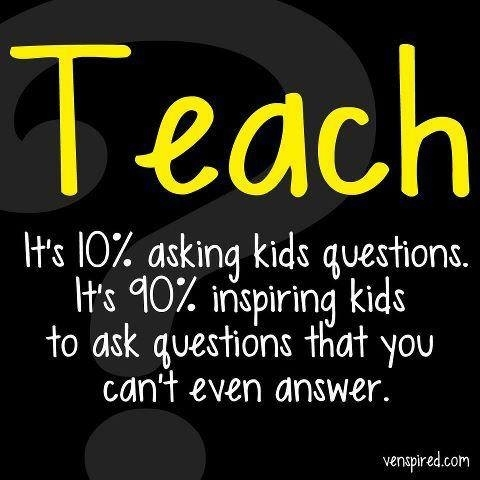 Teach
It's 10% asking kids questions.
It's 90% inspiring kids
to ask questions that you
can't even answer.
venspired.com